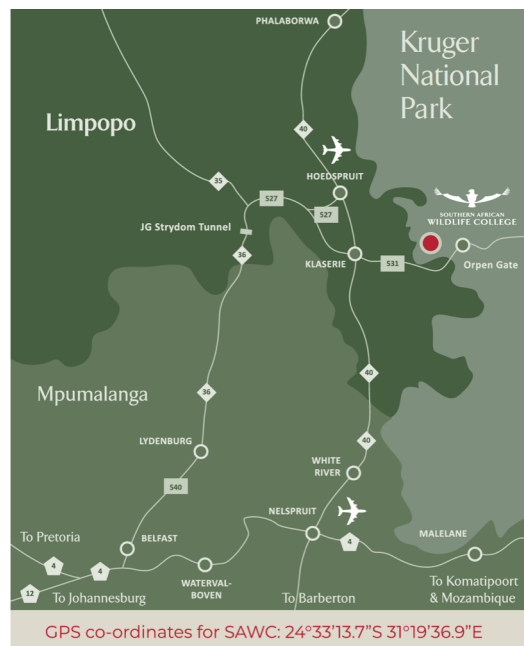 PHALABORWA
Kruger
National
Park
Limpopo
40
HOEDSPRUIT
35
527
527
SOUTHERN AFRICAN
WILDLIFE COLLEGE
JG Strydom Tunnel
36
KLASERIE
531
Orpen Gate
Mpumalanga
40
36
LYDENBURG
40
WHITE
RIVER
540
NELSPRUIT
To Pretoria
BELFAST
4
MALELANE
4
4
12
WATERVAL-
BOVEN
To Johannesburg
To Barberton
To Komatipoort
& Mozambique
GPS co-ordinates for SAWC: 24°33’13.7”S 31°19’36.9”E